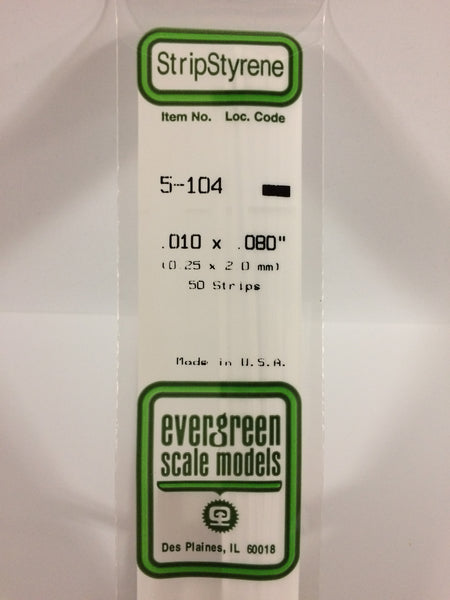 StripStyrene
Item No. Loc. Code
5-104
.010 x .080"
(0.25 x 2.0 mm)
50 Strips
Made in U.S.A.
evergreen
scale models
Des Plaines, IL 60018